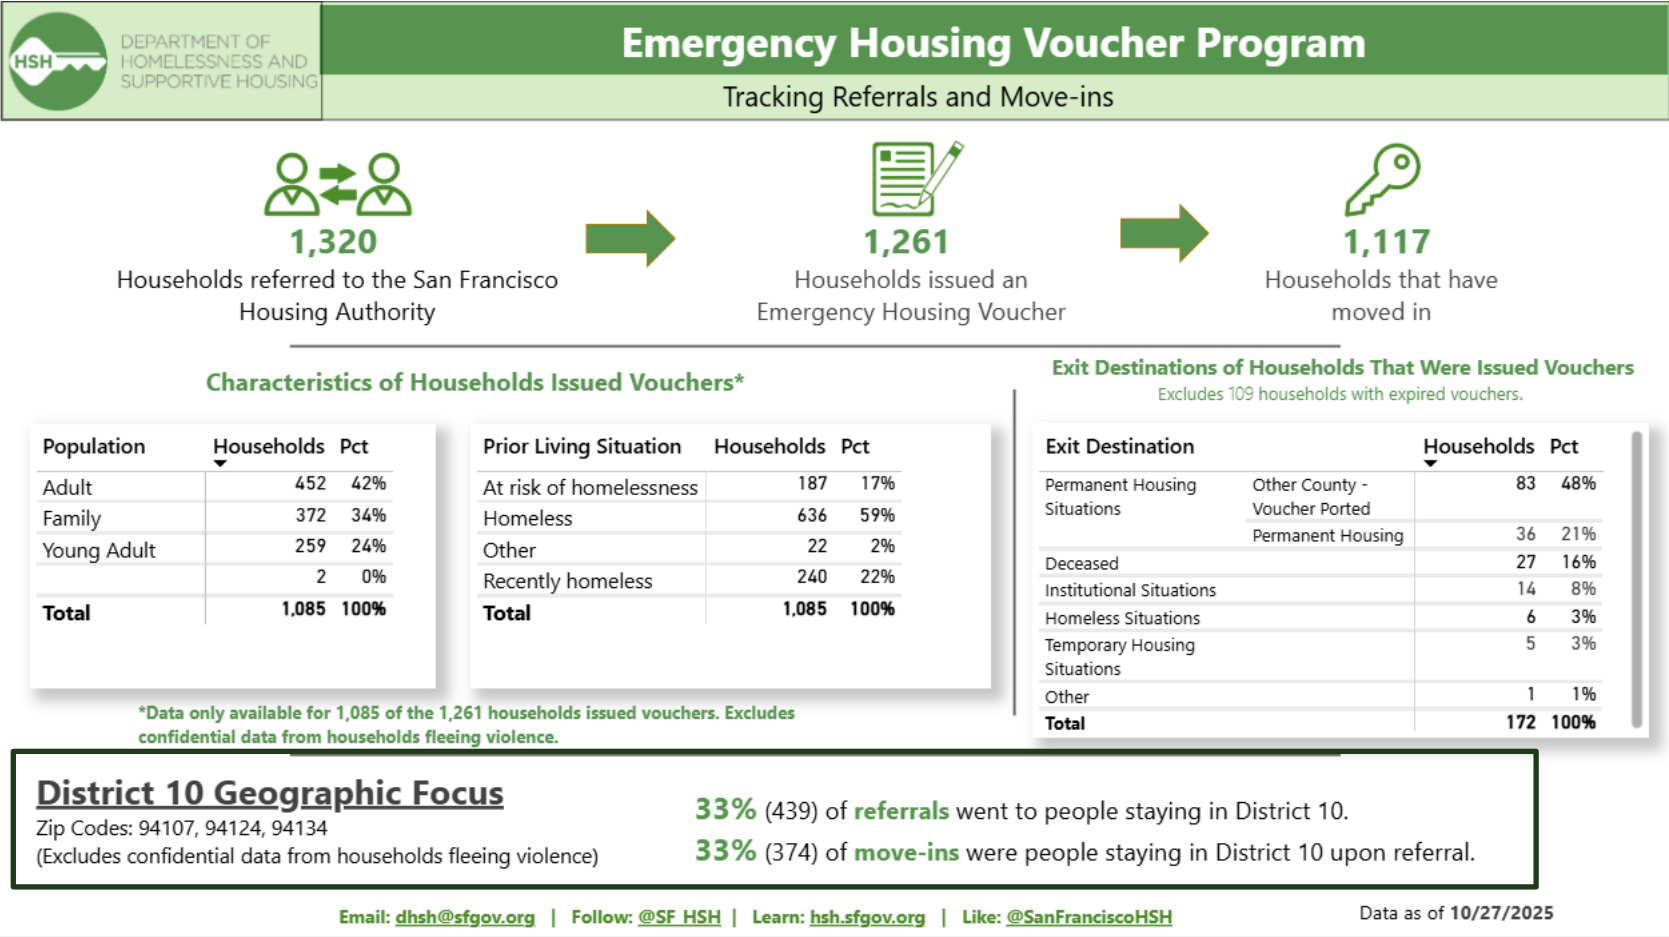 HSH
DEPARTMENT OF
HOMELESSNESS AND
SUPPORTIVE HOUSING
Emergency Housing Voucher Program
Tracking Referrals and Move-ins
1,320
Households referred to the San Francisco
Housing Authority
1,261
Households issued an
Emergency Housing Voucher
1,117
Households that have
moved in
Characteristics of Households Issued Vouchers*
Population Households Pct
Adult 452 42%
Family 372 34%
Young Adult 259 24%
2 0%
Total 1,085 100%
Prior Living Situation Households Pct
At risk of homelessness 187 17%
Homeless 636 59%
Other 22 2%
Recently homeless 240 22%
Total 1,085 100%
*Data only available for 1,085 of the 1,261 households issued vouchers. Excludes
confidential data from households fleeing violence.
Exit Destinations of Households That Were Issued Vouchers
Excludes 109 households with expired vouchers.
Exit Destination Households Pct
Permanent Housing Other County - 83 48%
Situations Voucher Ported
Permanent Housing 36 21%
Deceased 27 16%
Institutional Situations 14 8%
Homeless Situations 6 3%
Temporary Housing 5 3%
Situations
Other 1 1%
Total 172 100%
District 10 Geographic Focus
Zip Codes: 94107, 94124, 94134
(Excludes confidential data from households fleeing violence)
33% (439) of referrals went to people staying in District 10.
33% (374) of move-ins were people staying in District 10 upon referral.
Email: dhsh@sfgov.org | Follow: @SF_HSH | Learn: hsh.sfgov.org | Like: @SanFranciscoHSH
Data as of 10/27/2025